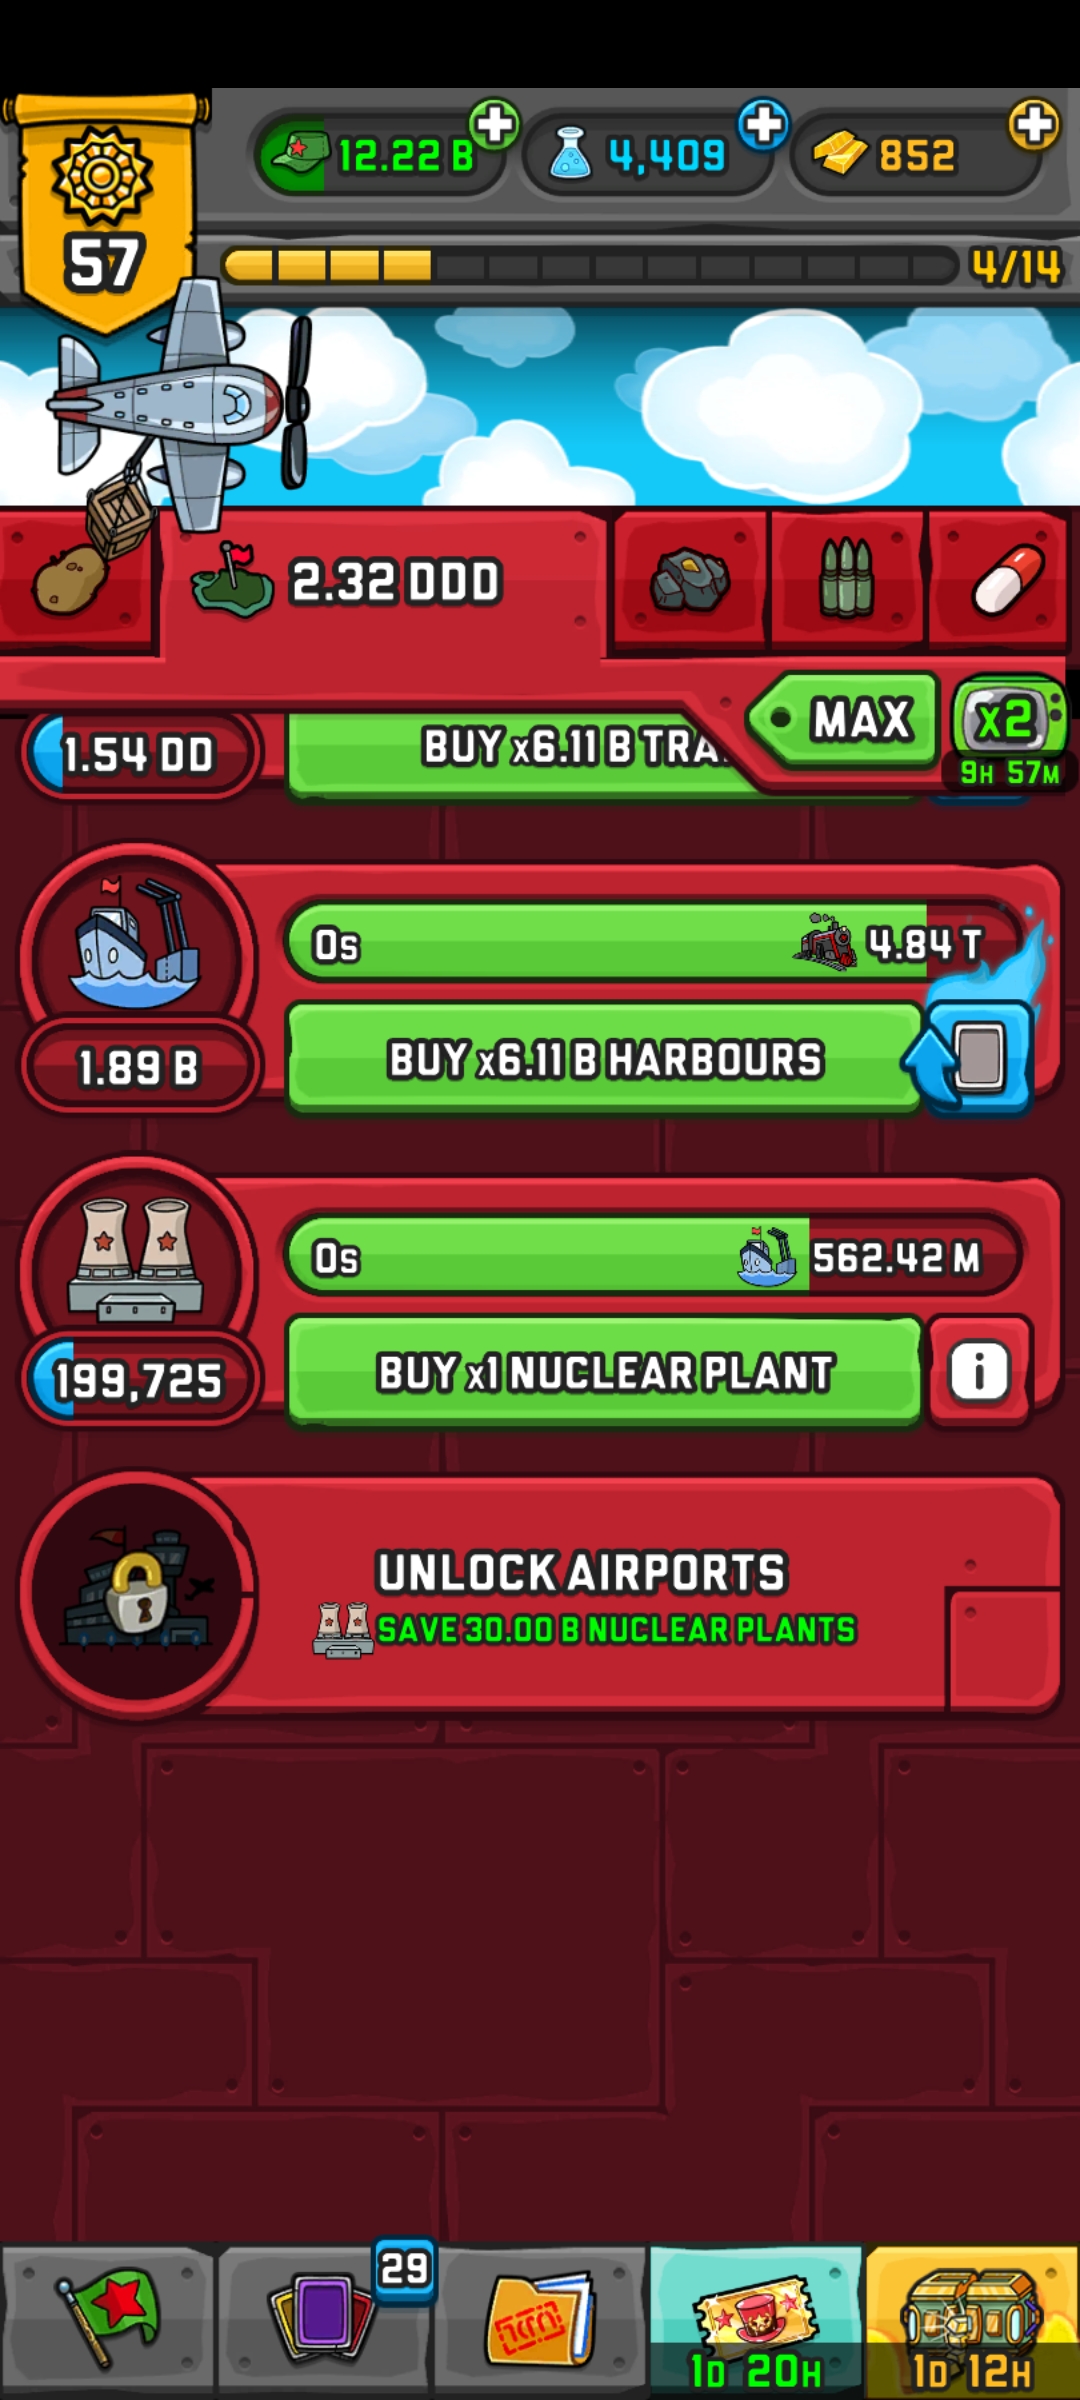 12.22 B
4,409
852
57
4/14
2.32 DDD
MAX
x2
9H 57M
1.54 DD
BUY x6.11 B TRA
0s
4.84 T
1.89 B
BUY x6.11 B HARBOURS
0s
562.42 M
199,725
BUY x1 NUCLEAR PLANT
i
UNLOCK AIRPORTS
SAVE 30.00 B NUCLEAR PLANTS
29
1D 20H
1D 12H